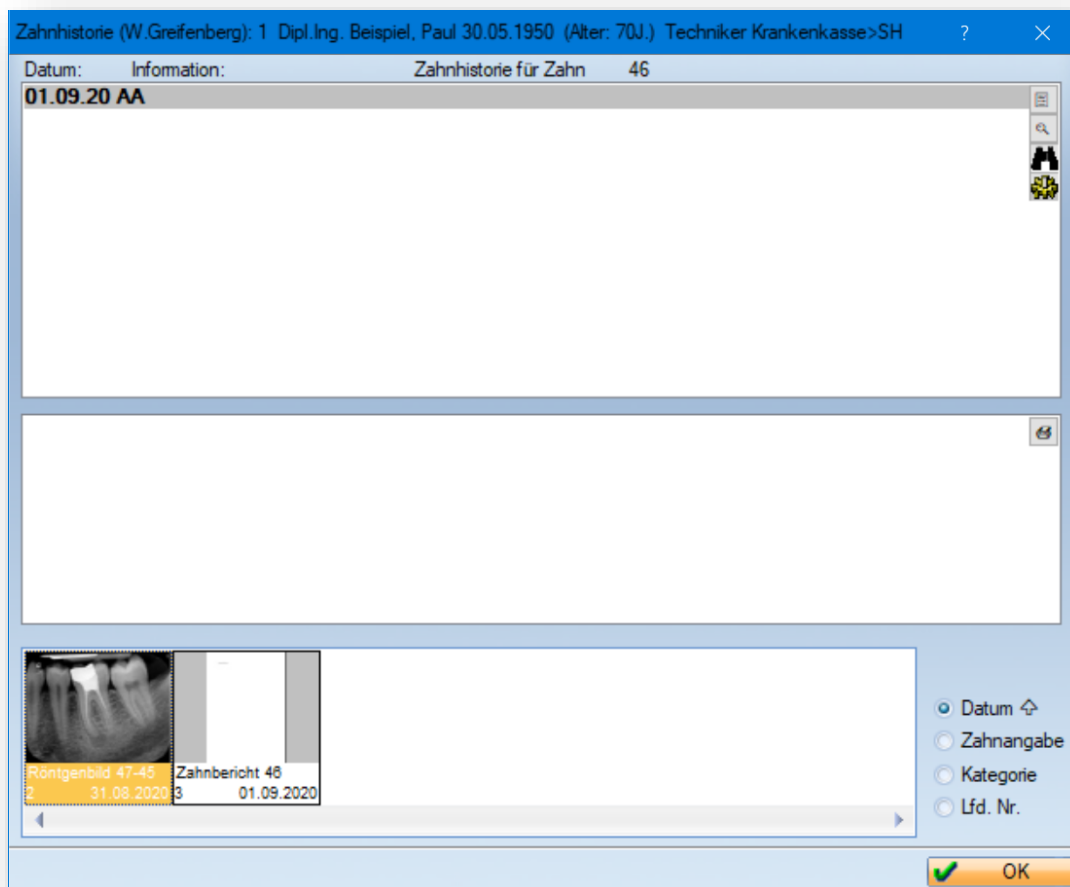 Zahnhistorie (W.Greifenberg): 1 Dipl.Ing. Beispiel, Paul 30.05.1950 (Alter: 70J.) Techniker Krankenkasse>SH ?
Datum: Information: Zahnhistorie für Zahn 46
01.09.20 AA
Röntgenbild 47-45
2 31.08.2020
Zahnbericht 46
3 01.09.2020
Datum
Zahnangabe
Kategorie
Lfd. Nr.
OK